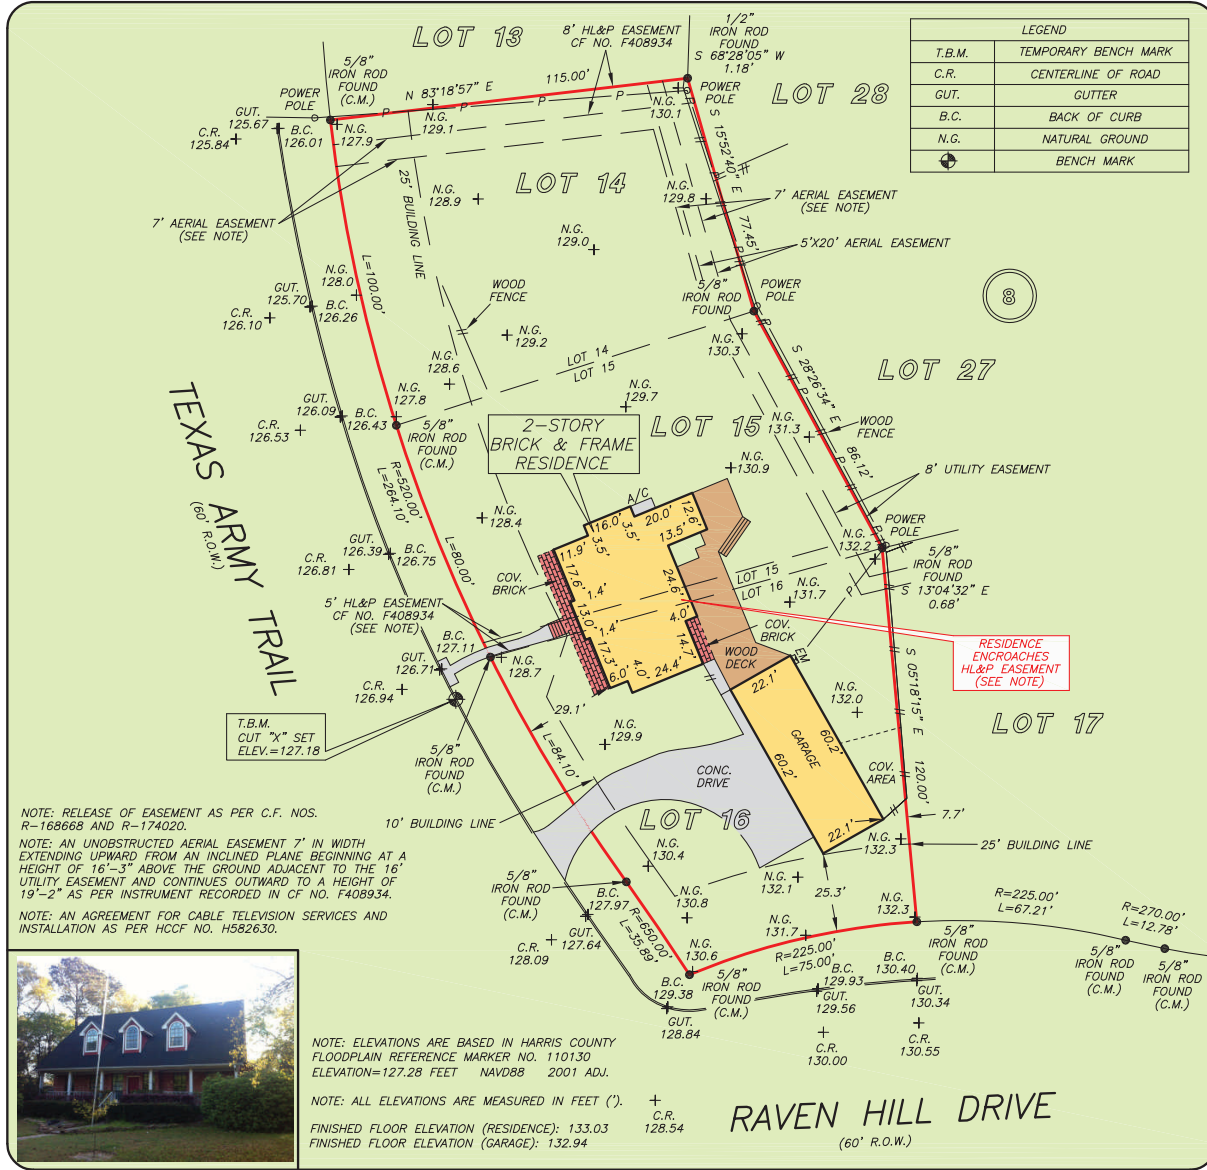 LOT 13
8' HL&P EASEMENT
CF NO. F408934
1/2"
IRON ROD
FOUND
S 68°28'05" W
1.18'
LEGEND
T.B.M. TEMPORARY BENCH MARK
C.R. CENTERLINE OF ROAD
GUT. GUTTER
B.C. BACK OF CURB
N.G. NATURAL GROUND
BENCH MARK
5/8"
IRON ROD
FOUND
(C.M.)
POWER
POLE
N 83°18'57" E
115.00'
P P P P
N.G.
130.1
POWER
POLE
LOT 28
GUT.
125.67
C.R.
125.84
B.C.
126.01
N.G.
127.9
N.G.
129.1
S 15°52'40" E
77.45'
LOT 14
25' BUILDING LINE
N.G.
128.9
N.G.
129.8
7' AERIAL EASEMENT
(SEE NOTE)
7' AERIAL EASEMENT
(SEE NOTE)
N.G.
129.0
5'X20' AERIAL EASEMENT
L=100.00'
N.G.
128.0
GUT.
125.70
B.C.
126.26
C.R.
126.10
WOOD
FENCE
5/8"
IRON ROD
FOUND
POWER
POLE
8
N.G.
129.2
N.G.
130.3
LOT 14
LOT 15
N.G.
128.6
S 28°26'34" E
86.12'
LOT 27
N.G.
127.8
GUT.
126.09
B.C.
126.43
C.R.
126.53
5/8"
IRON ROD
FOUND
(C.M.)
N.G.
129.7
2-STORY
BRICK & FRAME
RESIDENCE
LOT 15
N.G.
131.3
WOOD
FENCE
N.G.
130.9
8' UTILITY EASEMENT
TEXAS ARMY TRAIL
(60' R.O.W.)
R=520.00'
L=264.10'
L=80.00'
N.G.
128.4
A/C
16.0'
3.5'
3.5'
20.0'
12.6'
13.5'
11.9'
17.6'
1.4'
13.0'
1.4'
17.3'
6.0'
4.0'
24.4'
14.7'
4.0'
24.6'
POWER
POLE
N.G.
132.2
5/8"
IRON ROD
FOUND
S 13°04'32" E
0.68'
GUT.
126.39
B.C.
126.75
C.R.
126.81
COV.
BRICK
LOT 15
LOT 16
N.G.
131.7
P
5' HL&P EASEMENT
CF NO. F408934
(SEE NOTE)
COV.
BRICK
WOOD
DECK
EM
RESIDENCE
ENCROACHES
HL&P EASEMENT
(SEE NOTE)
B.C.
127.11
GUT.
126.71
N.G.
128.7
C.R.
126.94
S 05°18'15" E
120.00'
29.1'
22.1'
N.G.
132.0
LOT 17
T.B.M.
CUT "X" SET
ELEV.=127.18
N.G.
129.9
GARAGE
60.2'
60.2'
22.1'
5/8"
IRON ROD
FOUND
(C.M.)
L=84.10'
CONC.
DRIVE
COV.
AREA
7.7'
NOTE: RELEASE OF EASEMENT AS PER C.F. NOS.
R-168668 AND R-174020.
10' BUILDING LINE
LOT 16
N.G.
132.3
25' BUILDING LINE
NOTE: AN UNOBSTRUCTED AERIAL EASEMENT 7' IN WIDTH
EXTENDING UPWARD FROM AN INCLINED PLANE BEGINNING AT A
HEIGHT OF 16'-3" ABOVE THE GROUND ADJACENT TO THE 16'
UTILITY EASEMENT AND CONTINUES OUTWARD TO A HEIGHT OF
19'-2" AS PER INSTRUMENT RECORDED IN CF NO. F408934.
NOTE: AN AGREEMENT FOR CABLE TELEVISION SERVICES AND
INSTALLATION AS PER HCCF NO. H582630.
N.G.
130.4
N.G.
132.1
25.3'
5/8"
IRON ROD
FOUND
(C.M.)
B.C.
127.97
N.G.
130.8
N.G.
132.3
R=225.00'
L=67.21'
R=270.00'
L=12.78'
GUT.
127.64
C.R.
128.09
R=650.00'
L=35.89'
N.G.
131.7
R=225.00'
L=75.00'
N.G.
130.6
5/8"
IRON ROD
FOUND
(C.M.)
5/8"
IRON ROD
FOUND
(C.M.)
5/8"
IRON ROD
FOUND
(C.M.)
5/8"
IRON ROD
FOUND
(C.M.)
B.C.
129.38
GUT.
128.84
B.C.
129.93
GUT.
129.56
B.C.
130.40
GUT.
130.34
C.R.
130.00
C.R.
130.55
NOTE: ELEVATIONS ARE BASED IN HARRIS COUNTY
FLOODPLAIN REFERENCE MARKER NO. 110130
ELEVATION=127.28 FEET NAVD88 2001 ADJ.
NOTE: ALL ELEVATIONS ARE MEASURED IN FEET (').
FINISHED FLOOR ELEVATION (RESIDENCE): 133.03
FINISHED FLOOR ELEVATION (GARAGE): 132.94
C.R.
128.54
RAVEN HILL DRIVE
(60' R.O.W.)